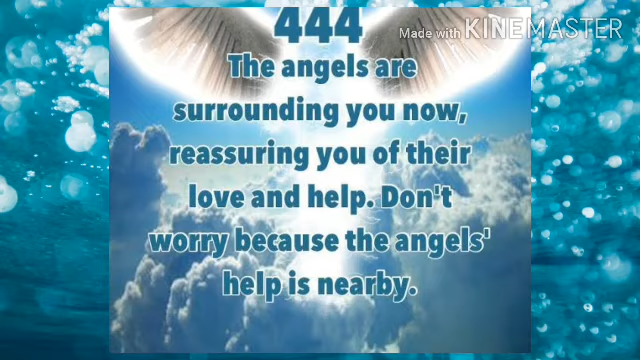 444
Made with KINEMASTER
The angels are
surrounding you now,
reassuring you of their
love and help. Don't
worry because the angels'
help is nearby.